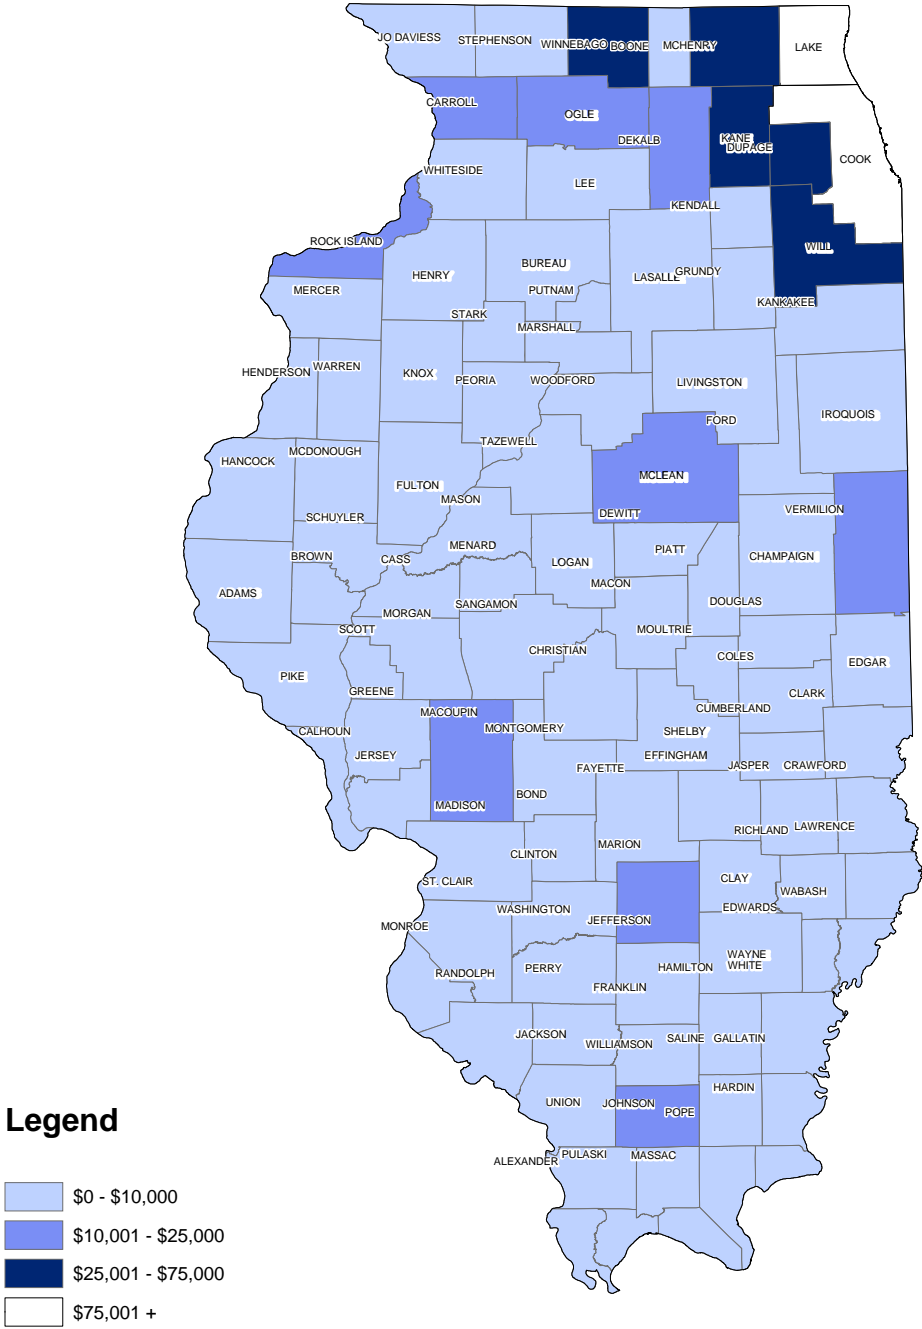 JO DAVIESS
STEPHENSON
WINNEBAGO
BOONE
MCHENRY
LAKE
CARROLL
OGLE
DEKALB
KANE
DUPAGE
COOK
WHITESIDE
LEE
KENDALL
ROCK ISLAND
WILL
HENRY
BUREAU
LASALLE
GRUNDY
MERCER
PUTNAM
KANKAKEE
STARK
MARSHALL
HENDERSON
WARREN
KNOX
PEORIA
WOODFORD
LIVINGSTON
FORD
IROQUOIS
TAZEWELL
HANCOCK
MCDONOUGH
FULTON
MASON
MCLEAN
VERMILION
SCHUYLER
DEWITT
BROWN
CASS
MENARD
LOGAN
PIATT
CHAMPAIGN
ADAMS
MACON
MORGAN
SANGAMON
DOUGLAS
SCOTT
MOULTRIE
CHRISTIAN
COLES
EDGAR
PIKE
GREENE
CLARK
MACOUPIN
CUMBERLAND
CALHOUN
MONTGOMERY
SHELBY
JERSEY
EFFINGHAM
FAYETTE
JASPER
CRAWFORD
BOND
MADISON
RICHLAND
LAWRENCE
MARION
CLINTON
ST. CLAIR
CLAY
WABASH
WASHINGTON
EDWARDS
MONROE
JEFFERSON
WAYNE
WHITE
RANDOLPH
PERRY
HAMILTON
FRANKLIN
JACKSON
WILLIAMSON
SALINE
GALLATIN
HARDIN
UNION
JOHNSON
POPE
ALEXANDER
PULASKI
MASSAC
Legend
$0 - $10,000
$10,001 - $25,000
$25,001 - $75,000
$75,001 +